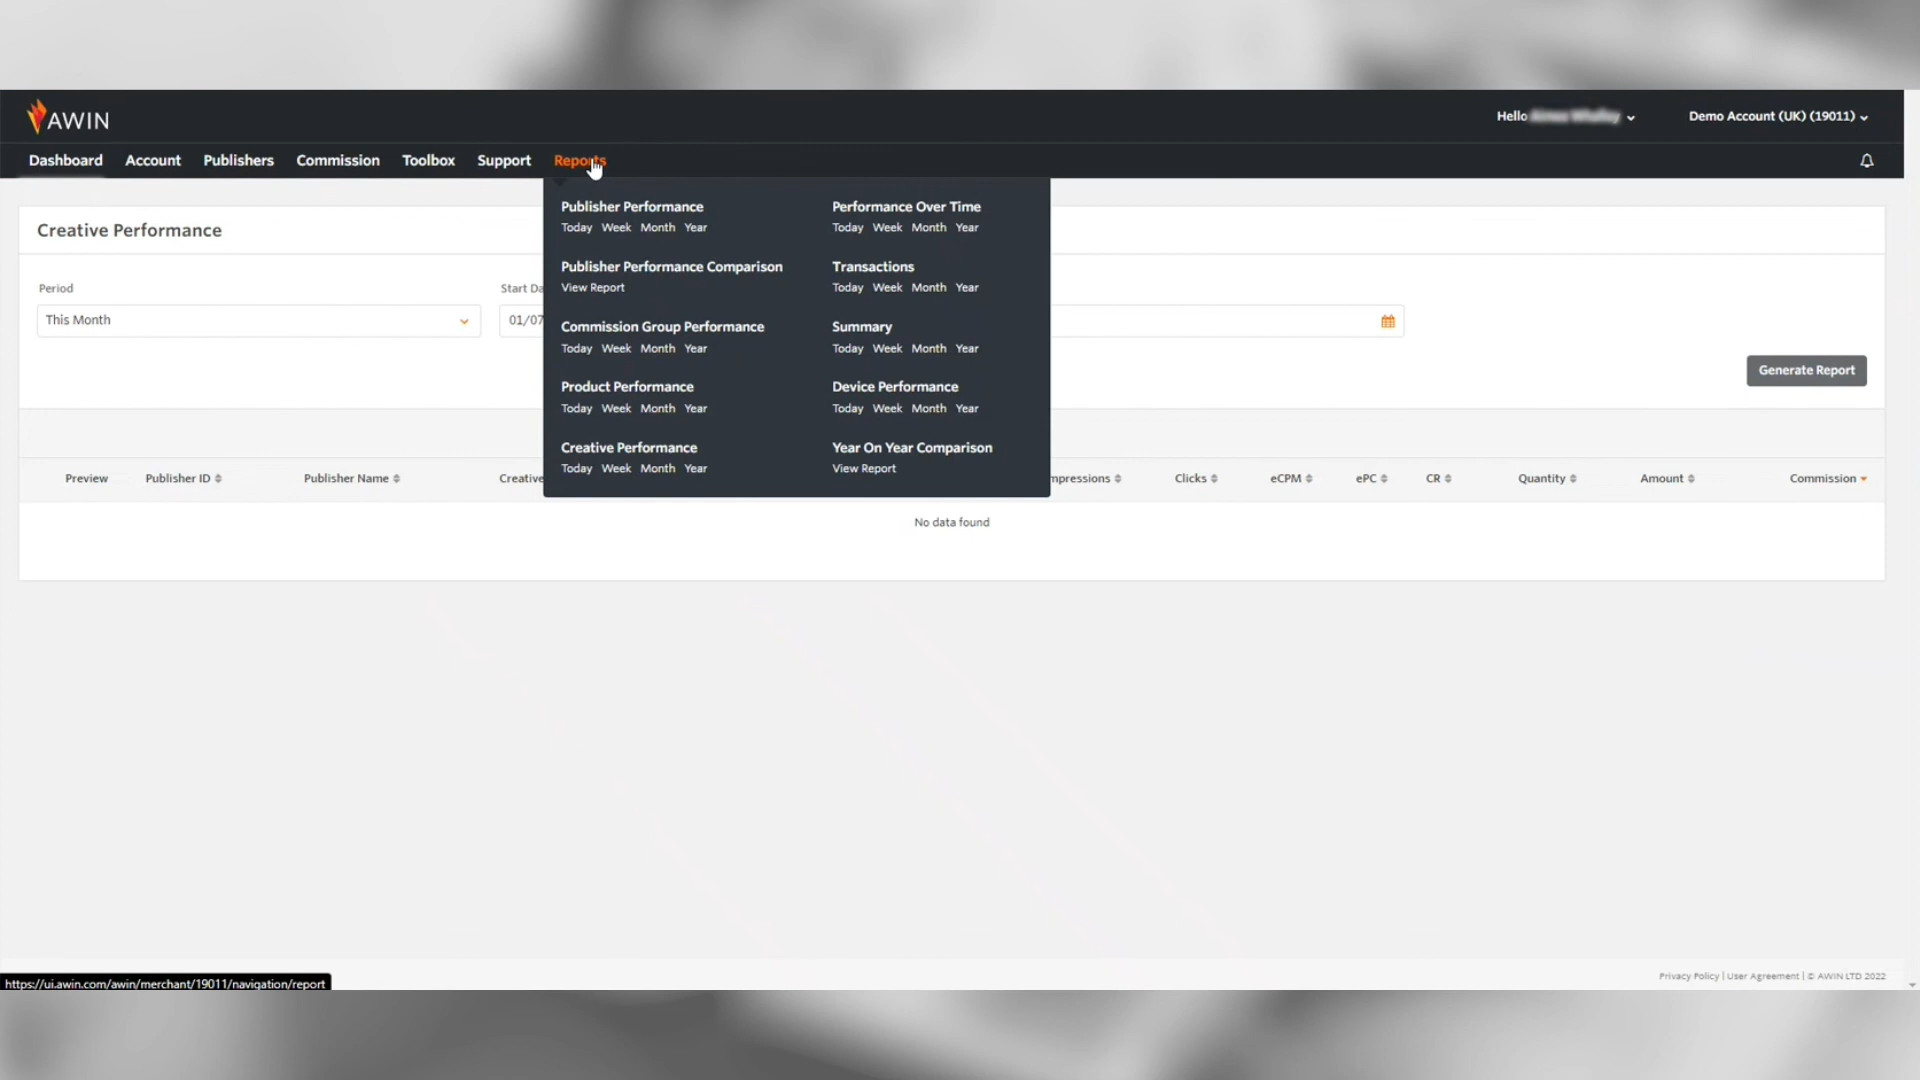 AWIN
Hello
Demo Account (UK) (19011)
Dashboard Account Publishers Commission Toolbox Support Reports
Publisher Performance
Today Week Month Year
Performance Over Time
Today Week Month Year
Publisher Performance Comparison
View Report
Transactions
Today Week Month Year
Commission Group Performance
Today Week Month Year
Summary
Today Week Month Year
Product Performance
Today Week Month Year
Device Performance
Today Week Month Year
Creative Performance
Today Week Month Year
Year On Year Comparison
View Report
Creative Performance
Period
Start Da
This Month
01/07
Generate Report
Preview Publisher ID Publisher Name Creative mpressions Clicks eCPM ePC CR Quantity Amount Commission
No data found
Privacy Policy | User Agreement | © AWIN LTD 2022
https://ui.awin.com/awin/merchant/19011/navigation/report